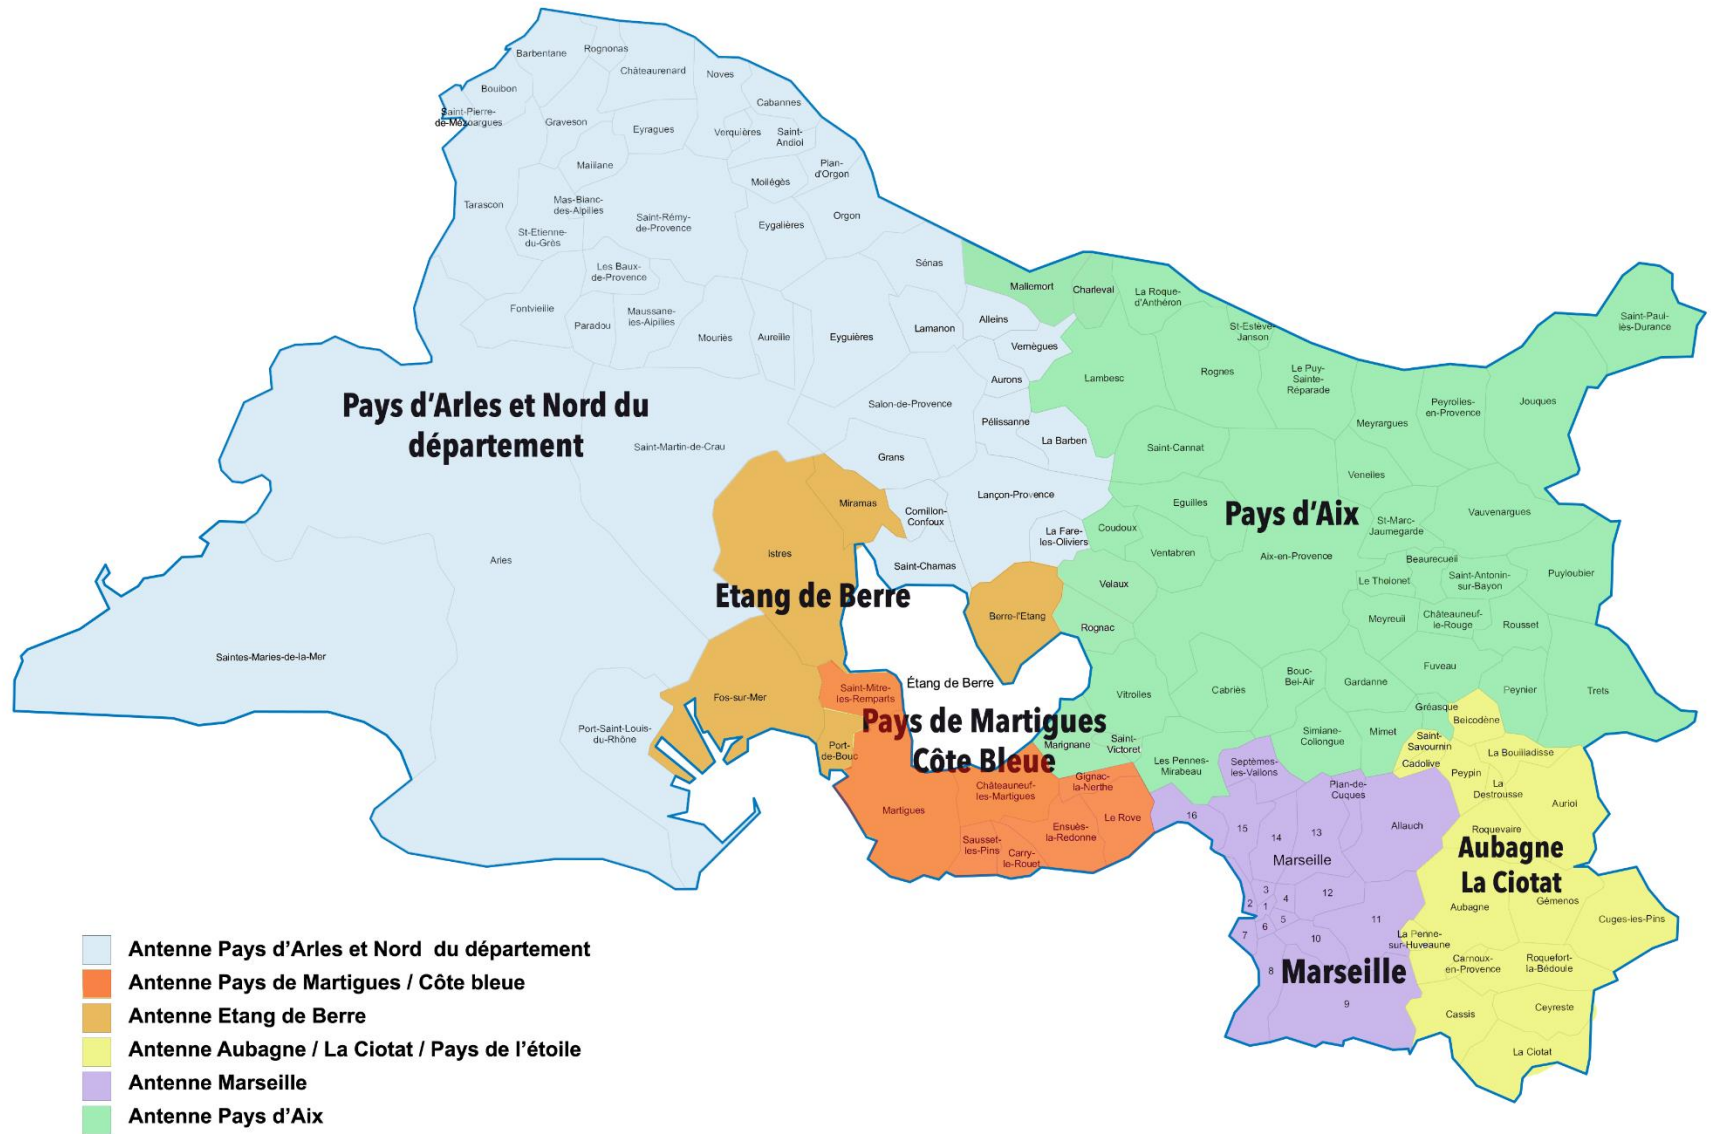 Barbentane
Rognonas
Châteaurenard
Noves
Boulbon
Cabannes
Saint-Pierre-
de-Mézoargues
Graveson
Eyragues
Verquières
Saint-
Andiol
Maillane
Plan-
d'Orgon
Mollégès
Tarascon
Mas-Blanc-
des-Alpilles
Saint-Rémy-
de-Provence
Eygalières
Orgon
St-Etienne-
du-Grès
Les Baux-
de-Provence
Sénas
Mallemort
Charleval
La Roque-
d'Anthéron
Fontvieille
Paradou
Maussane-
les-Alpilles
Mouriès
Aureille
Eyguières
Lamanon
Alleins
Vernègues
St-Estève-
Janson
Saint-Paul-
lès-Durance
Aurons
Lambesc
Rognes
Le Puy-
Sainte-
Réparade
Pays d'Arles et Nord du
département
Salon-de-Provence
Pélissanne
La Barben
Meyrargues
Peyrolles-
en-Provence
Jouques
Saint-Martin-de-Crau
Grans
Saint-Cannat
Venelles
Miramas
Cornillon-
Confoux
Lançon-Provence
Eguilles
Pays d'Aix
St-Marc-
Jaumegarde
Vauvenargues
La Fare-
les-Oliviers
Coudoux
Ventabren
Aix-en-Provence
Arles
Istres
Saint-Chamas
Beaurecueil
Le Tholonet
Saint-Antonin-
sur-Bayon
Puyloubier
Etang de Berre
Velaux
Berre-l'Etang
Rognac
Meyreuil
Châteauneuf-
le-Rouge
Rousset
Saintes-Maries-de-la-Mer
Fuveau
Fos-sur-Mer
Saint-Mitre-
les-Remparts
Étang de Berre
Vitrolles
Cabriès
Bouc-
Bel-Air
Gardanne
Peynier
Trets
Port-Saint-Louis-
du-Rhône
Port-
de-Bouc
Pays de Martigues
Côte Bleue
Marignane
Saint-
Victoret
Les Pennes-
Mirabeau
Septèmes-
les-Vallons
Simiane-
Collongue
Mimet
Gréasque
Belcodène
Saint-
Savournin
Cadolive
La Bouilladisse
Peypin
La
Destrousse
Auriol
Martigues
Châteauneuf-
les-Martigues
Gignac-
la-Nerthe
Sausset-
les-Pins
Carry-
le-Rouet
Ensuès-
la-Redonne
Le Rove
Plan-de-
Cuques
Allauch
Roquevaire
16
15
14
13
Marseille
Aubagne
La Ciotat
3
4
12
2
1
5
11
6
7
10
8
9
Marseille
Aubagne
Gémenos
Cuges-les-Pins
La Penne-
sur-Huveaune
Carnoux-
en-Provence
Roquefort-
la-Bédoule
Cassis
Ceyreste
La Ciotat
Antenne Pays d'Arles et Nord du département
Antenne Pays de Martigues / Côte bleue
Antenne Etang de Berre
Antenne Aubagne / La Ciotat / Pays de l'étoile
Antenne Marseille
Antenne Pays d'Aix